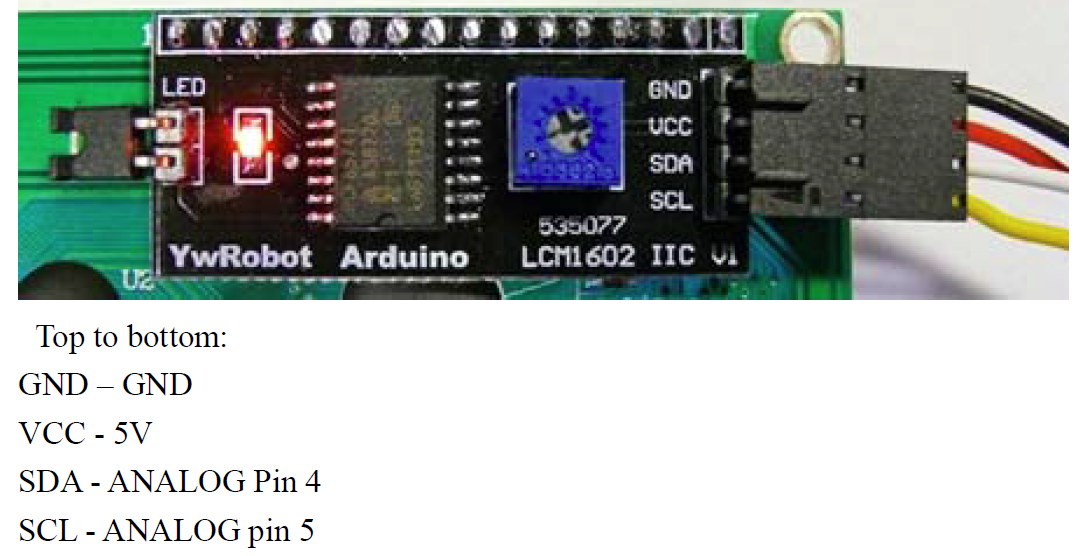 1
LED
GND
VCC
SDA
SCL
535077
YwRobot Arduino LCM1602 IIC V1
U2
Top to bottom:
GND – GND
VCC - 5V
SDA - ANALOG Pin 4
SCL - ANALOG pin 5